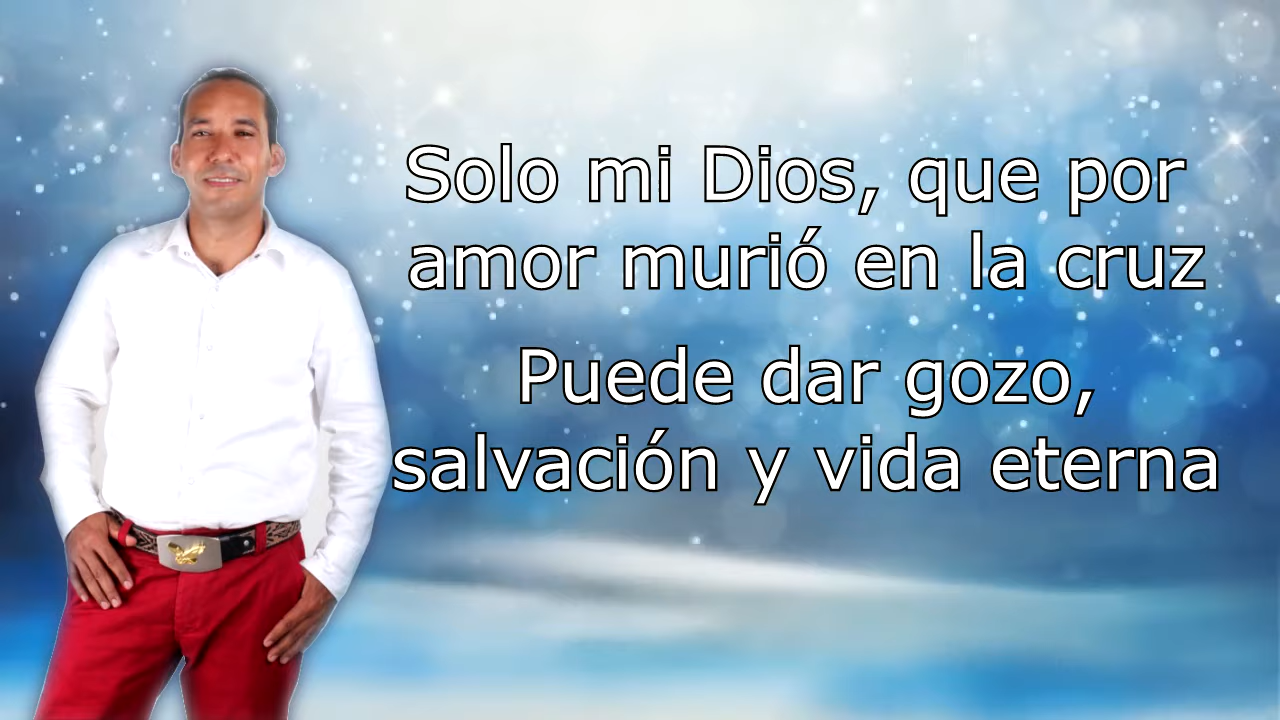 Solo mi Dios, que por
amor murió en la cruz
Puede dar gozo,
salvación y vida eterna